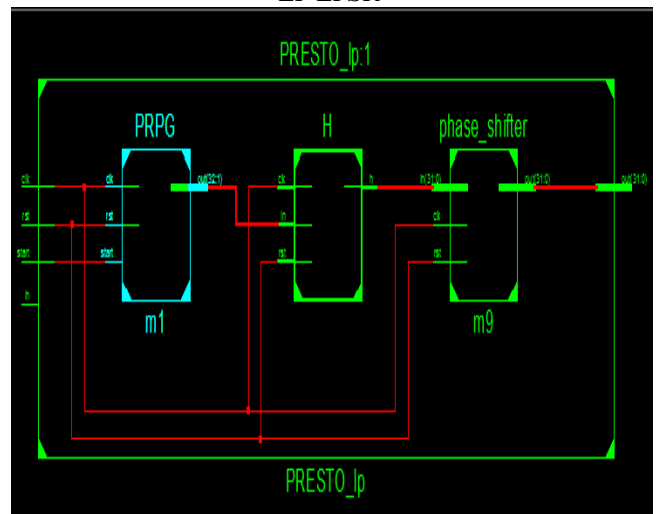 PRESTO_lp:1
PRPG H phase_shifter
clk clk out(32:1) clk h In(31:0) out(31:0) out(31:0)
rst rst in clk
start start rst rst
m1 m9
PRESTO_lp